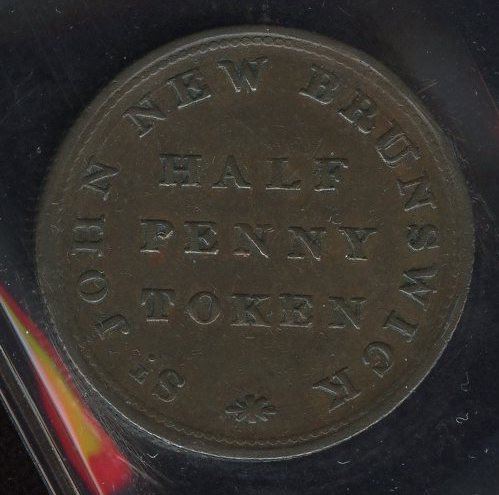 ST JOHN NEW BRUNSWICK
HALF
PENNY
TOKEN